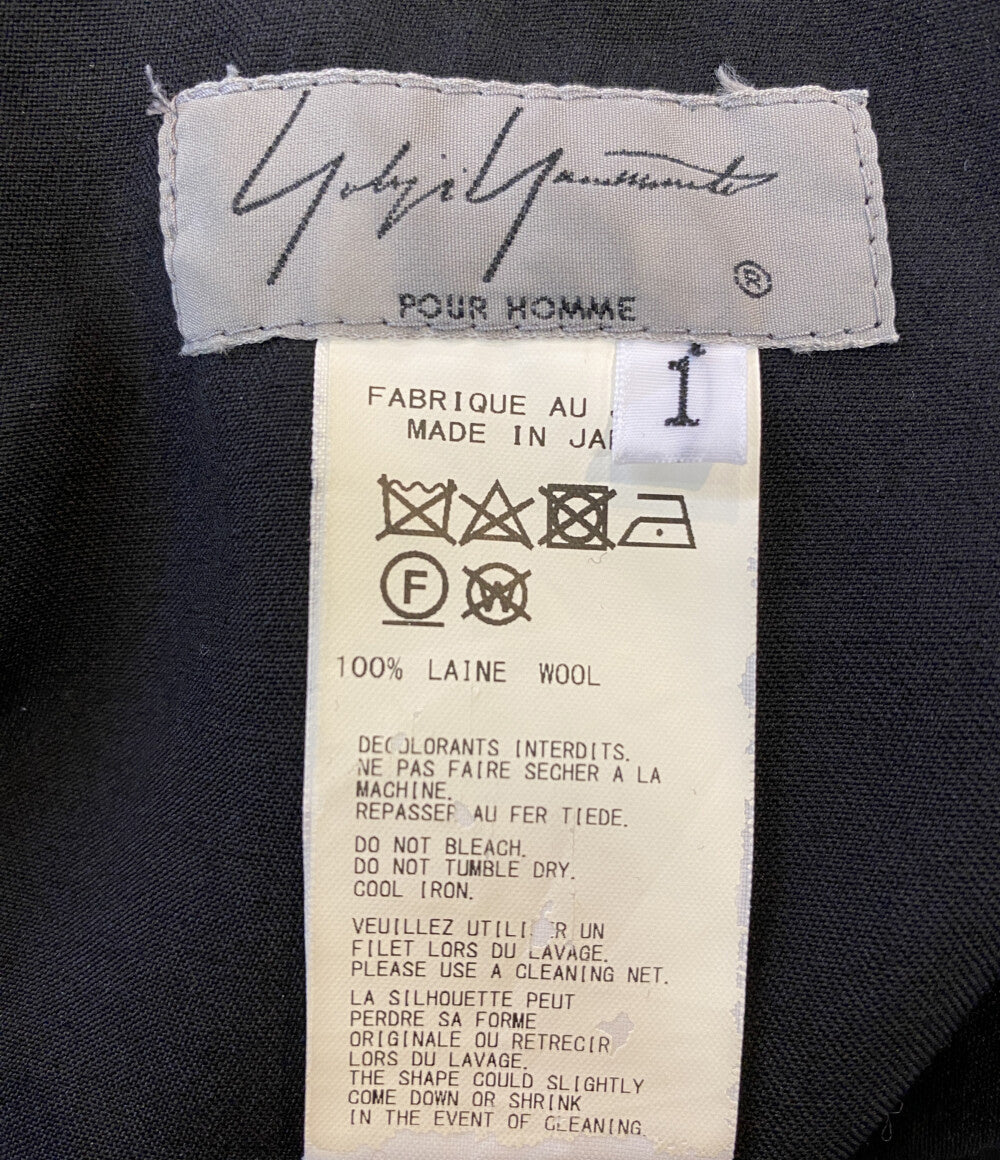 Yohji Yamamoto
®
POUR HOMME
1
FABRIQUE AU
MADE IN JAP
F
W
100% LAINE WOOL
DECOLORANTS INTERDITS.
NE PAS FAIRE SECHER A LA
MACHINE.
REPASSER AU FER TIEDE.
DO NOT BLEACH.
DO NOT TUMBLE DRY.
COOL IRON.
VEUILLEZ UTILISER UN
FILET LORS DU LAVAGE.
PLEASE USE A CLEANING NET.
LA SILHOUETTE PEUT
PERDRE SA FORME
ORIGINALE OU RETRECIR
LORS DU LAVAGE.
THE SHAPE COULD SLIGHTLY
COME DOWN OR SHRINK
IN THE EVENT OF CLEANING.